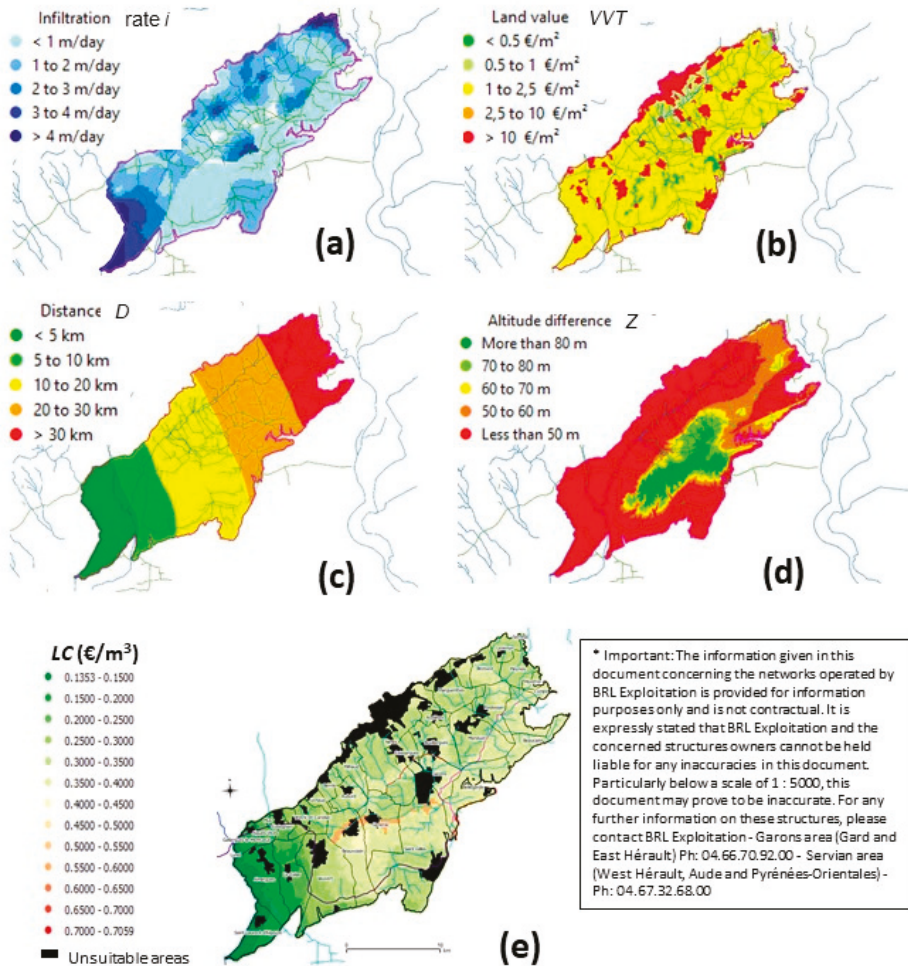 Infiltration rate i
< 1 m/day
1 to 2 m/day
2 to 3 m/day
3 to 4 m/day
> 4 m/day
(a)
Land value VVT
< 0.5 €/m²
0.5 to 1 €/m²
1 to 2,5 €/m²
2,5 to 10 €/m²
> 10 €/m²
(b)
Distance D
< 5 km
5 to 10 km
10 to 20 km
20 to 30 km
> 30 km
(c)
Altitude difference Z
More than 80 m
70 to 80 m
60 to 70 m
50 to 60 m
Less than 50 m
(d)
LC (€/m³)
0.1353 - 0.1500
0.1500 - 0.2000
0.2000 - 0.2500
0.2500 - 0.3000
0.3000 - 0.3500
0.3500 - 0.4000
0.4000 - 0.4500
0.4500 - 0.5000
0.5000 - 0.5500
0.5500 - 0.6000
0.6000 - 0.6500
0.6500 - 0.7000
0.7000 - 0.7059
Unsuitable areas
0 10
km
(e)
* Important: The information given in this
document concerning the networks operated by
BRL Exploitation is provided for information
purposes only and is not contractual. It is
expressly stated that BRL Exploitation and the
concerned structures owners cannot be held
liable for any inaccuracies in this document.
Particularly below a scale of 1 : 5000, this
document may prove to be inaccurate. For any
further information on these structures, please
contact BRL Exploitation - Garons area (Gard and
East Hérault) Ph: 04.66.70.92.00 - Servian area
(West Hérault, Aude and Pyrénées-Orientales) -
Ph: 04.67.32.68.00